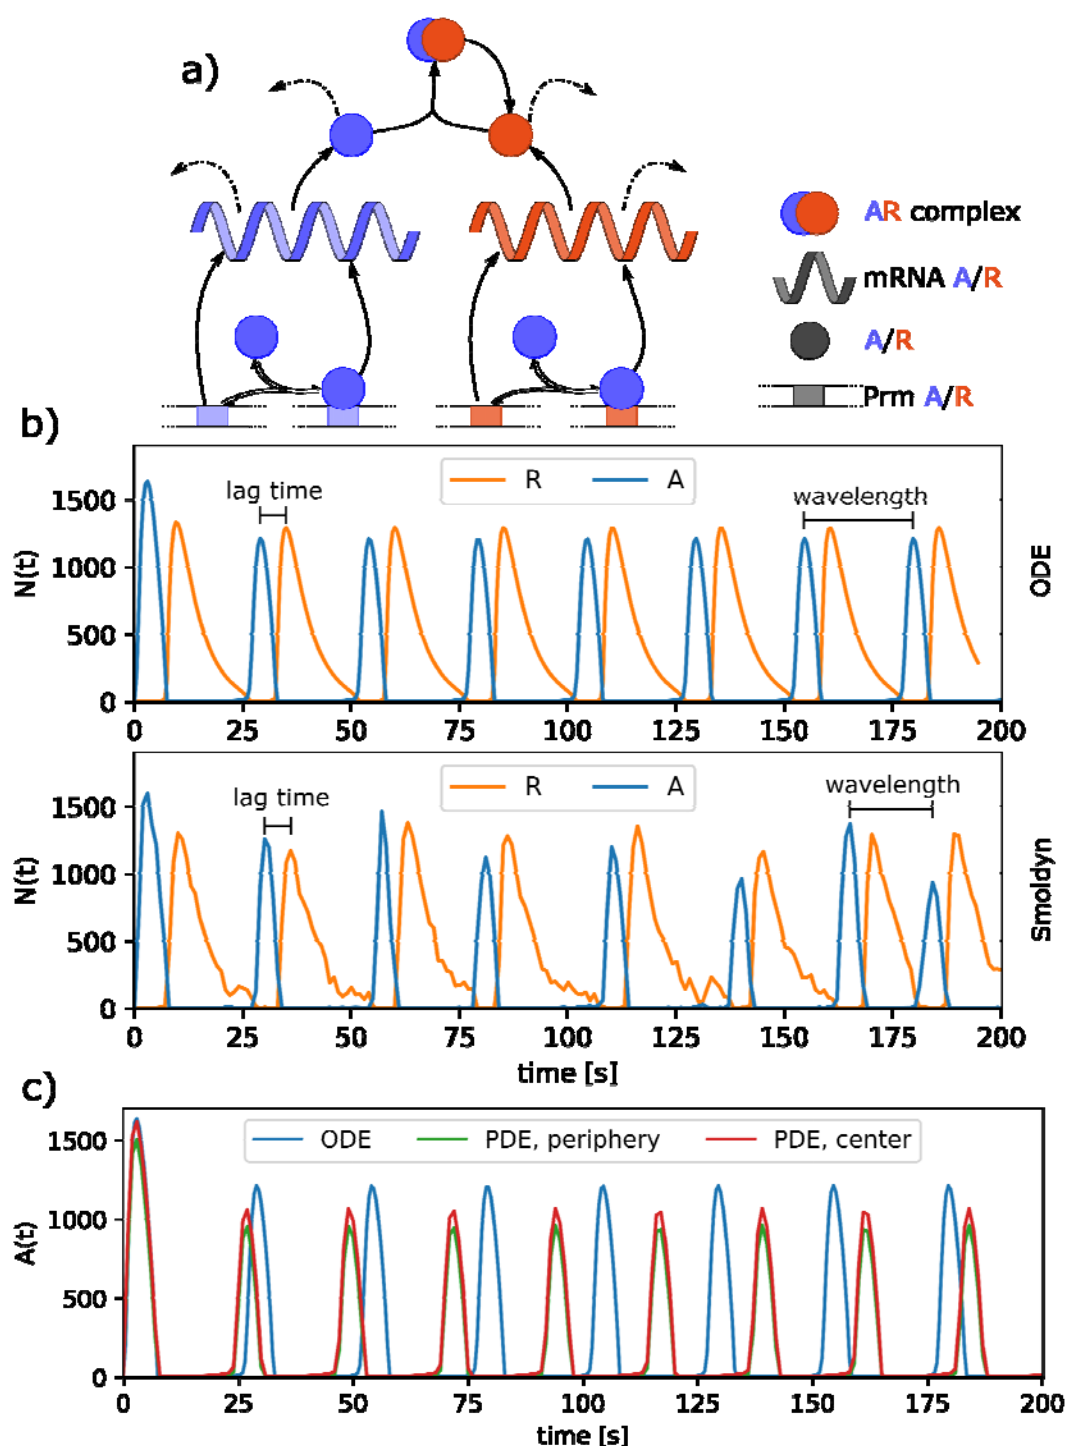 a)
AR complex
mRNA A/R
A/R
Prm A/R
b)
R A
lag time
wavelength
N(t)
1500
1000
500
0
0 25 50 75 100 125 150 175 200
ODE
R A
lag time
wavelength
N(t)
1500
1000
500
0
0 25 50 75 100 125 150 175 200
time [s]
Smoldyn
c)
ODE PDE, periphery PDE, center
A(t)
1500
1000
500
0
0 25 50 75 100 125 150 175 200
time [s]